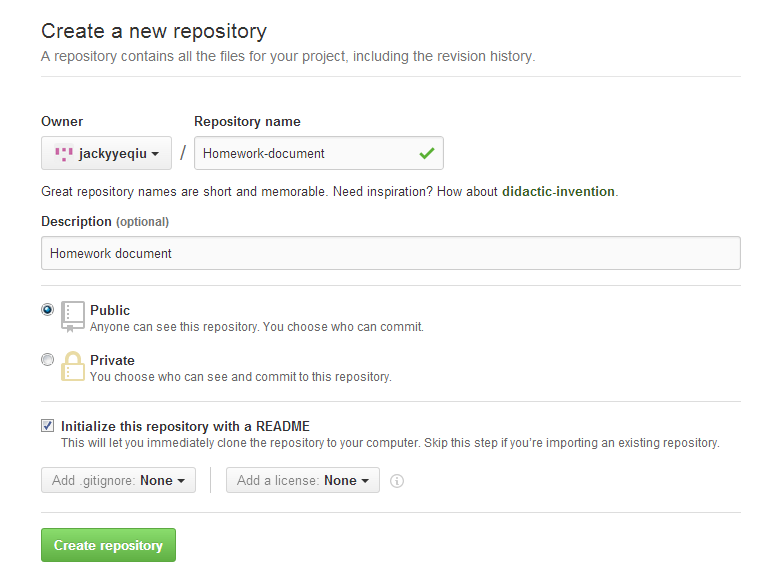 Create a new repository
A repository contains all the files for your project, including the revision history.
Owner Repository name
jackyyeqiu / Homework-document
Great repository names are short and memorable. Need inspiration? How about didactic-invention.
Description (optional)
Homework document
Public
Anyone can see this repository. You choose who can commit.
Private
You choose who can see and commit to this repository.
Initialize this repository with a README
This will let you immediately clone the repository to your computer. Skip this step if you're importing an existing repository.
Add .gitignore: None Add a license: None
Create repository